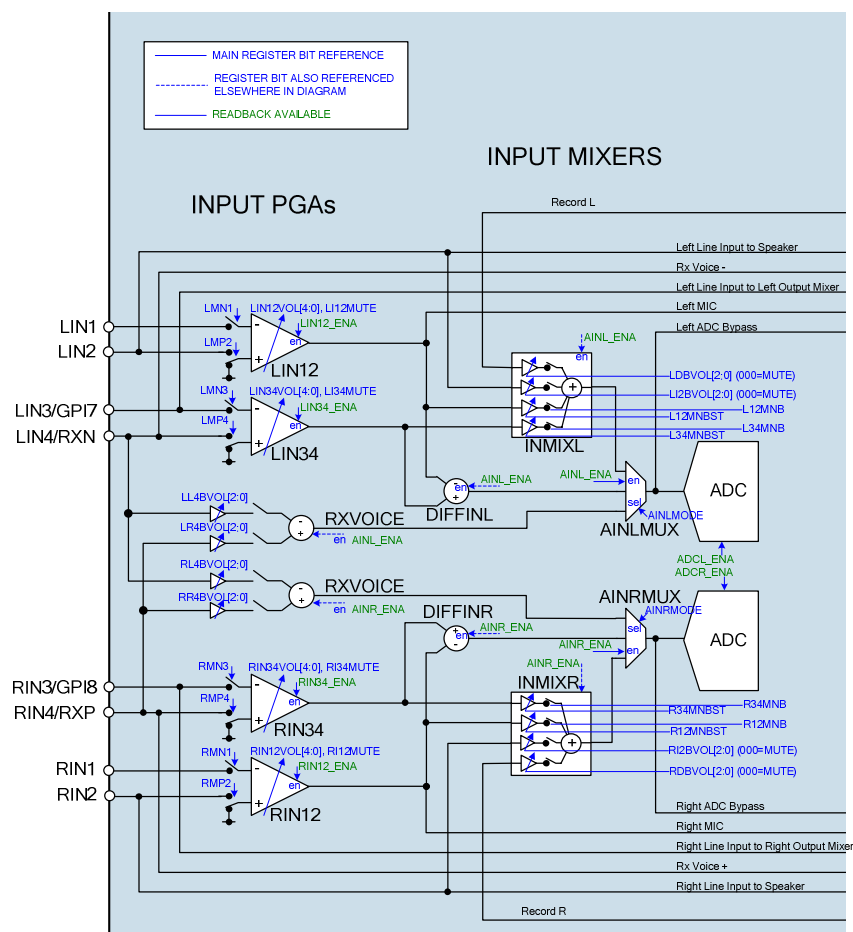 MAIN REGISTER BIT REFERENCE
REGISTER BIT ALSO REFERENCED
ELSEWHERE IN DIAGRAM
READBACK AVAILABLE
INPUT MIXERS
INPUT PGAs
Record L
Left Line Input to Speaker
Rx Voice -
Left Line Input to Left Output Mixer
Left MIC
Left ADC Bypass
LIN1
LIN2
LIN3/GPI7
LIN4/RXN
LMN1
LIN12VOL[4:0], LI12MUTE
LIN12_ENA
en
LMP2
- +
LIN12
LMN3
LIN34VOL[4:0], LI34MUTE
LIN34_ENA
en
LMP4
- +
LIN34
AINL_ENA
en
+
LDBVOL[2:0] (000=MUTE)
LI2BVOL[2:0] (000=MUTE)
L12MNB
L12MNBST
L34MNB
L34MNBST
INMIXL
AINL_ENA
en
- +
DIFFINL
AINL_ENA
en
sel
AINLMODE
AINLMUX
ADC
LL4BVOL[2:0]
LR4BVOL[2:0]
- +
RXVOICE
en
AINL_ENA
ADCL_ENA
ADCR_ENA
RL4BVOL[2:0]
RR4BVOL[2:0]
- +
RXVOICE
en
AINR_ENA
DIFFINR
+ -
en
AINR_ENA
AINRMUX
AINRMODE
sel
en
AINR_ENA
ADC
RIN3/GPI8
RIN4/RXP
RIN1
RIN2
RMN3
RIN34VOL[4:0], RI34MUTE
RIN34_ENA
en
RMP4
- +
RIN34
AINR_ENA
INMIXR
+
R34MNB
R34MNBST
R12MNB
R12MNBST
RI2BVOL[2:0] (000=MUTE)
RDBVOL[2:0] (000=MUTE)
RMN1
RIN12VOL[4:0], RI12MUTE
RIN12_ENA
en
RMP2
- +
RIN12
Right ADC Bypass
Right MIC
Right Line Input to Right Output Mixer
Rx Voice +
Right Line Input to Speaker
Record R